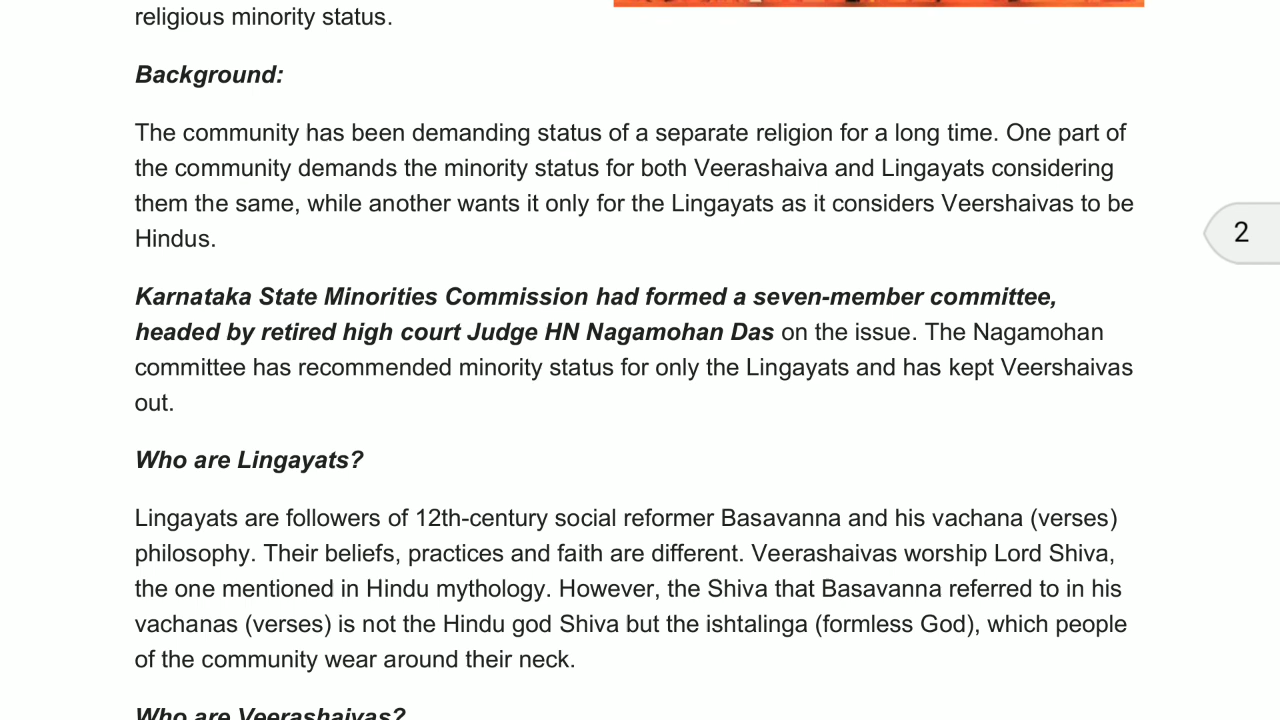 religious minority status.
Background:
The community has been demanding status of a separate religion for a long time. One part of
the community demands the minority status for both Veerashaiva and Lingayats considering
them the same, while another wants it only for the Lingayats as it considers Veershaivas to be
Hindus.
2
Karnataka State Minorities Commission had formed a seven-member committee,
headed by retired high court Judge HN Nagamohan Das on the issue. The Nagamohan
committee has recommended minority status for only the Lingayats and has kept Veershaivas
out.
Who are Lingayats?
Lingayats are followers of 12th-century social reformer Basavanna and his vachana (verses)
philosophy. Their beliefs, practices and faith are different. Veerashaivas worship Lord Shiva,
the one mentioned in Hindu mythology. However, the Shiva that Basavanna referred to in his
vachanas (verses) is not the Hindu god Shiva but the ishtalinga (formless God), which people
of the community wear around their neck.
Who are Veerashaivas?